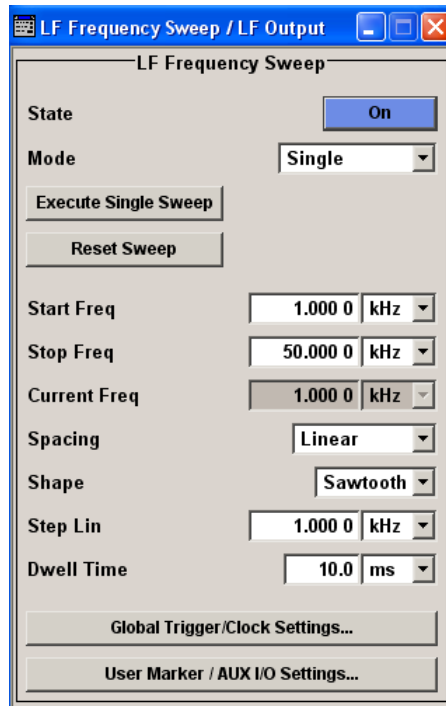 LF Frequency Sweep / LF Output
LF Frequency Sweep
State On
Mode Single
Execute Single Sweep
Reset Sweep
Start Freq 1.000 0 kHz
Stop Freq 50.000 0 kHz
Current Freq 1.000 0 kHz
Spacing Linear
Shape Sawtooth
Step Lin 1.000 0 kHz
Dwell Time 10.0 ms
Global Trigger/Clock Settings...
User Marker / AUX I/O Settings...